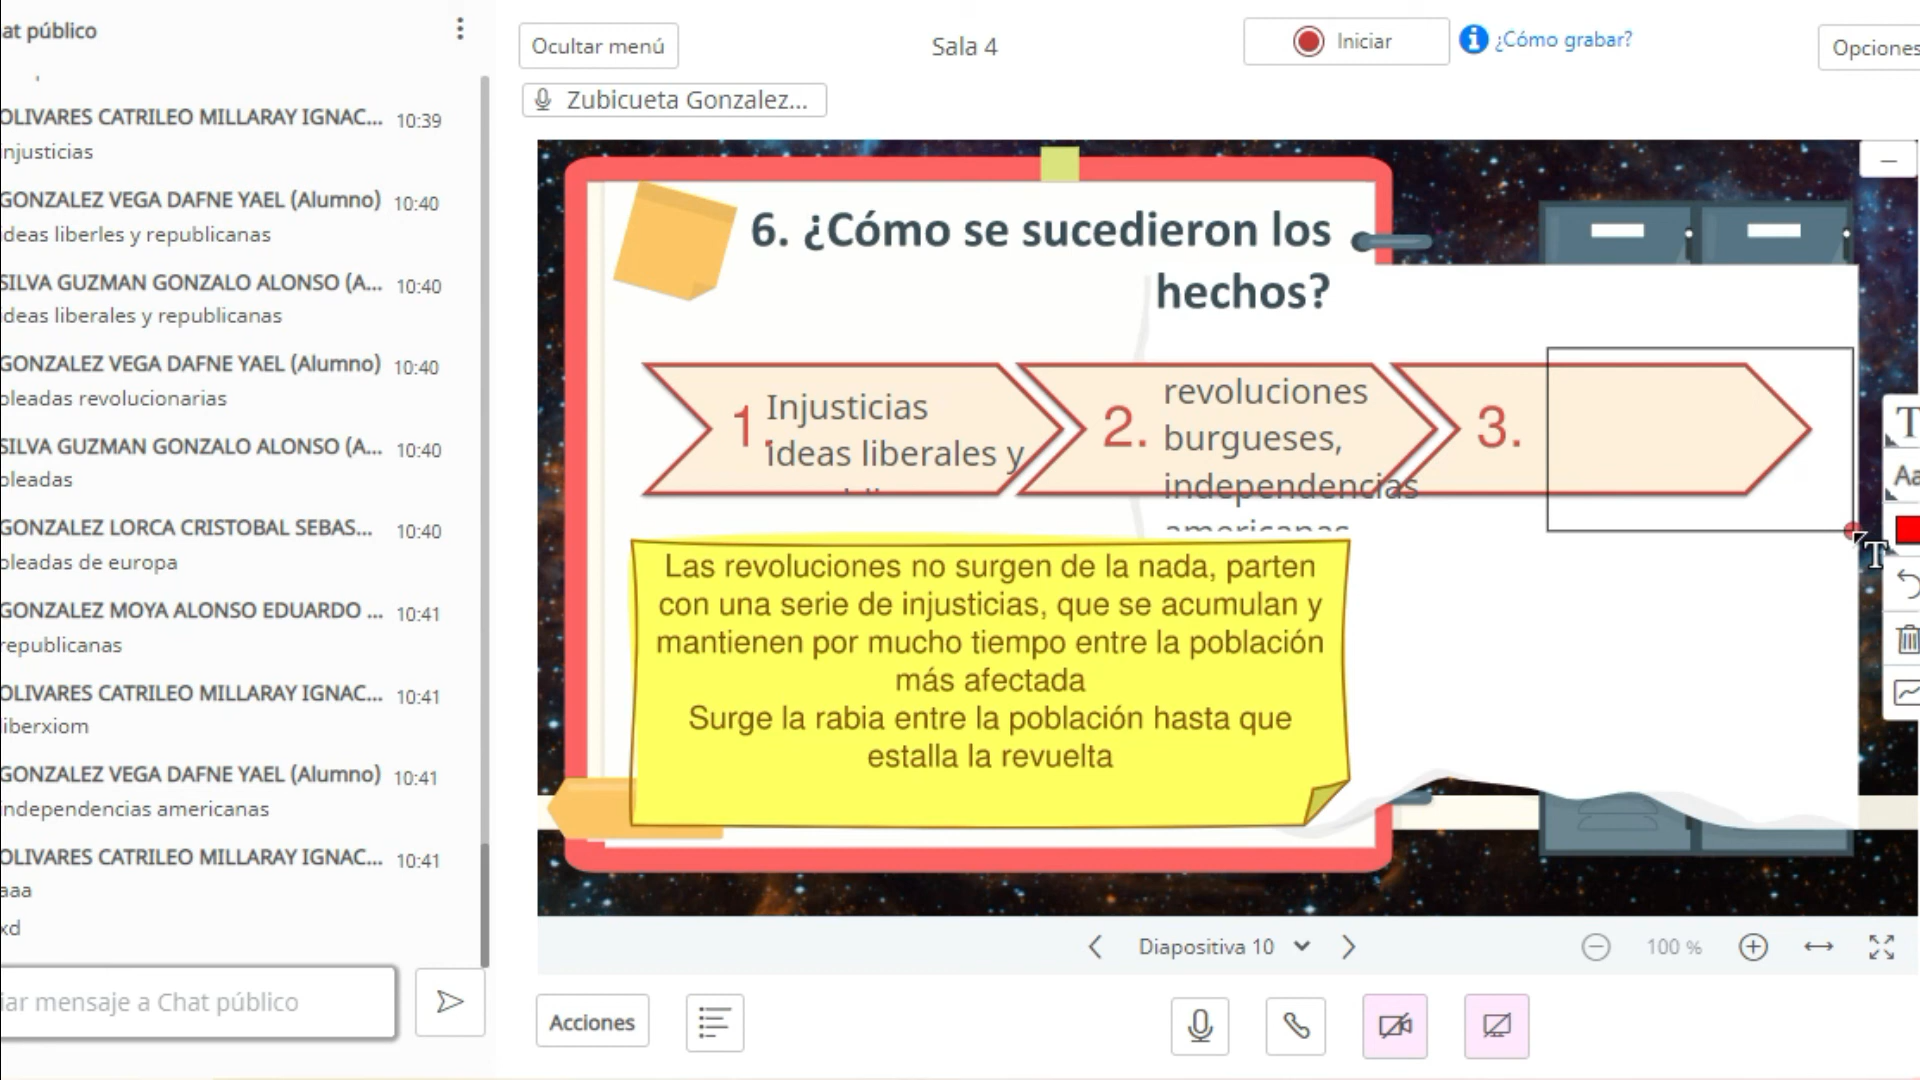 at público
OLIVARES CATRILEO MILLARAY IGNAC... 10:39
injusticias
GONZALEZ VEGA DAFNE YAEL (Alumno) 10:40
ideas liberles y republicanas
SILVA GUZMAN GONZALO ALONSO (A... 10:40
ideas liberales y republicanas
GONZALEZ VEGA DAFNE YAEL (Alumno) 10:40
oleadas revolucionarias
SILVA GUZMAN GONZALO ALONSO (A... 10:40
oleadas
GONZALEZ LORCA CRISTOBAL SEBAS... 10:40
oleadas de europa
GONZALEZ MOYA ALONSO EDUARDO ... 10:41
republicanas
OLIVARES CATRILEO MILLARAY IGNAC... 10:41
iberxiom
GONZALEZ VEGA DAFNE YAEL (Alumno) 10:41
independencias americanas
OLIVARES CATRILEO MILLARAY IGNAC... 10:41
aaa
xd
iar mensaje a Chat público
Ocultar menú
Sala 4
Iniciar
¿Cómo grabar?
Opciones
Zubicueta Gonzalez...
6. ¿Cómo se sucedieron los
hechos?
1.
Injusticias
ideas liberales y
2.
revoluciones
burgueses,
independencias
americanas
3.
Las revoluciones no surgen de la nada, parten
con una serie de injusticias, que se acumulan y
mantienen por mucho tiempo entre la población
más afectada
Surge la rabia entre la población hasta que
estalla la revuelta
T
Aa
Diapositiva 10
100 %
Acciones